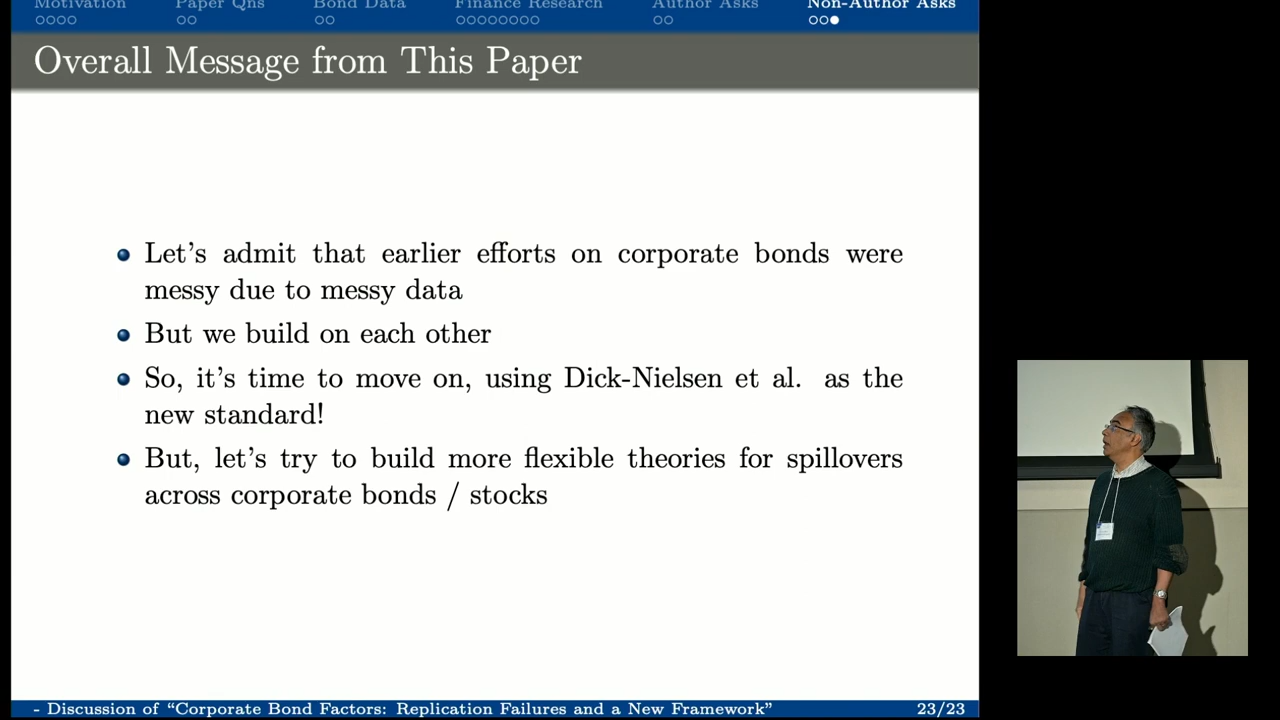 Motivation Paper Qns Bond Data Finance Research Author Asks Non-Author Asks
Overall Message from This Paper
Let's admit that earlier efforts on corporate bonds were
messy due to messy data
But we build on each other
So, it's time to move on, using Dick-Nielsen et al. as the
new standard!
But, let's try to build more flexible theories for spillovers
across corporate bonds / stocks
- Discussion of “Corporate Bond Factors: Replication Failures and a New Framework” 23/23